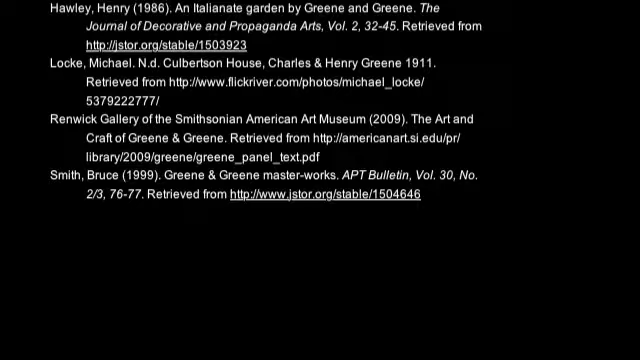 Hawley, Henry (1986). An Italianate garden by Greene and Greene. The
Journal of Decorative and Propaganda Arts, Vol. 2, 32-45. Retrieved from
http://jstor.org/stable/1503923
Locke, Michael. N.d. Culbertson House, Charles & Henry Greene 1911.
Retrieved from http://www.flickriver.com/photos/michael_locke/
5379222777/
Renwick Gallery of the Smithsonian American Art Museum (2009). The Art and
Craft of Greene & Greene. Retrieved from http://americanart.si.edu/pr/
library/2009/greene/greene_panel_text.pdf
Smith, Bruce (1999). Greene & Greene master-works. APT Bulletin, Vol. 30, No.
2/3, 76-77. Retrieved from http://www.jstor.org/stable/1504646